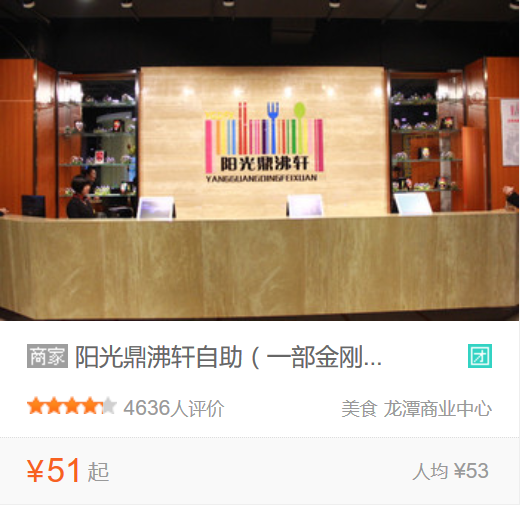 阳光鼎沸轩
YANGGUANGDINGFEIXUAN
商家 阳光鼎沸轩自助（一部金刚... 团
4636人评价 美食 龙潭商业中心
¥51起 人均 ¥53